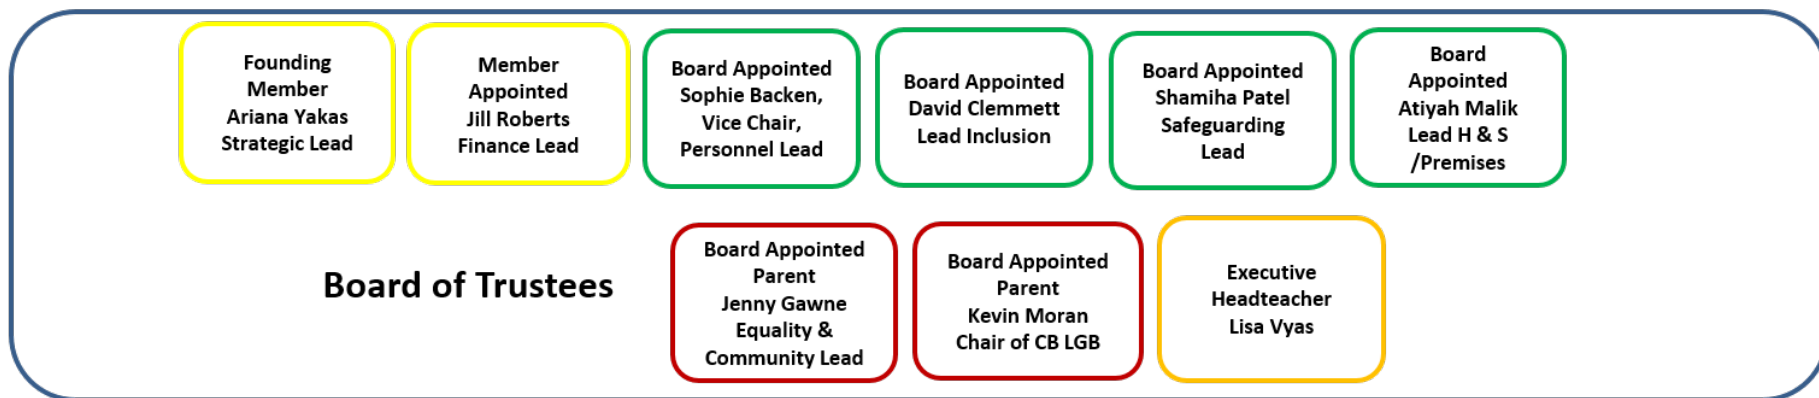 Founding
Member
Ariana Yakas
Strategic Lead
Member
Appointed
Jill Roberts
Finance Lead
Board Appointed
Sophie Backen,
Vice Chair,
Personnel Lead
Board Appointed
David Clemmett
Lead Inclusion
Board Appointed
Shamiha Patel
Safeguarding
Lead
Board
Appointed
Atiyah Malik
Lead H & S
/Premises
Board of Trustees
Board Appointed
Parent
Jenny Gawne
Equality &
Community Lead
Board Appointed
Parent
Kevin Moran
Chair of CB LGB
Executive
Headteacher
Lisa Vyas